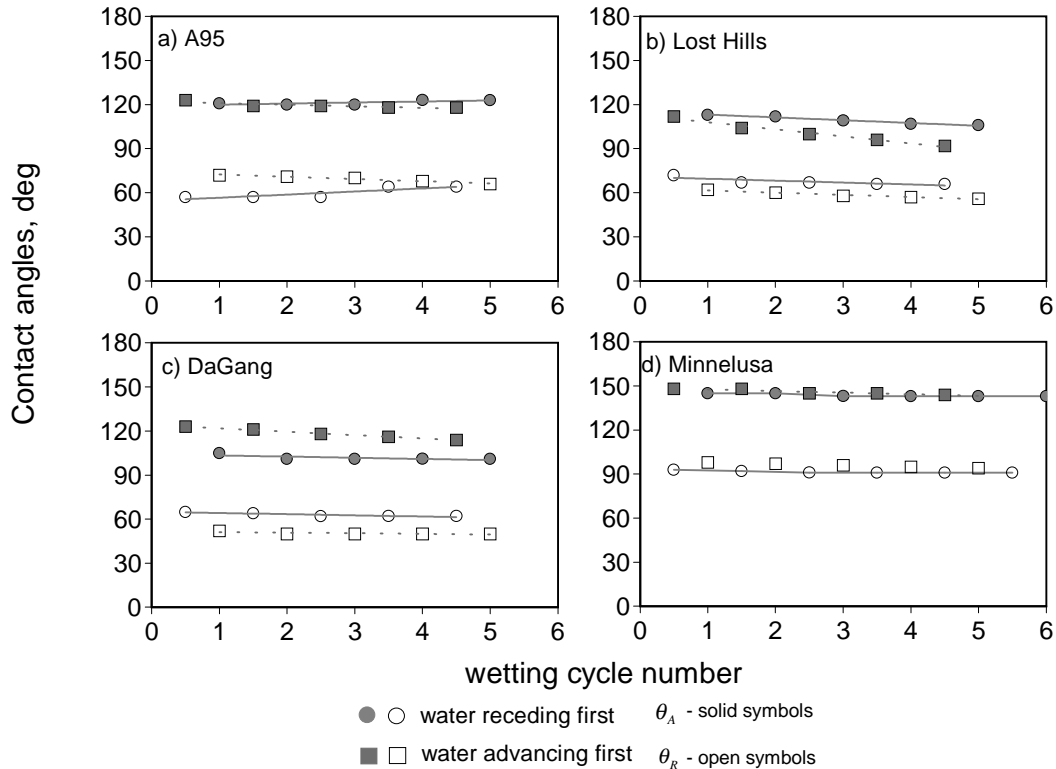 Contact angles, deg
a) A95
180
150
120
90
60
30
0
0 1 2 3 4 5 6
b) Lost Hills
180
150
120
90
60
30
0
0 1 2 3 4 5 6
c) DaGang
180
150
120
90
60
30
0
0 1 2 3 4 5 6
d) Minnelusa
180
150
120
90
60
30
0
0 1 2 3 4 5 6
wetting cycle number
water receding first θA - solid symbols
water advancing first θR - open symbols